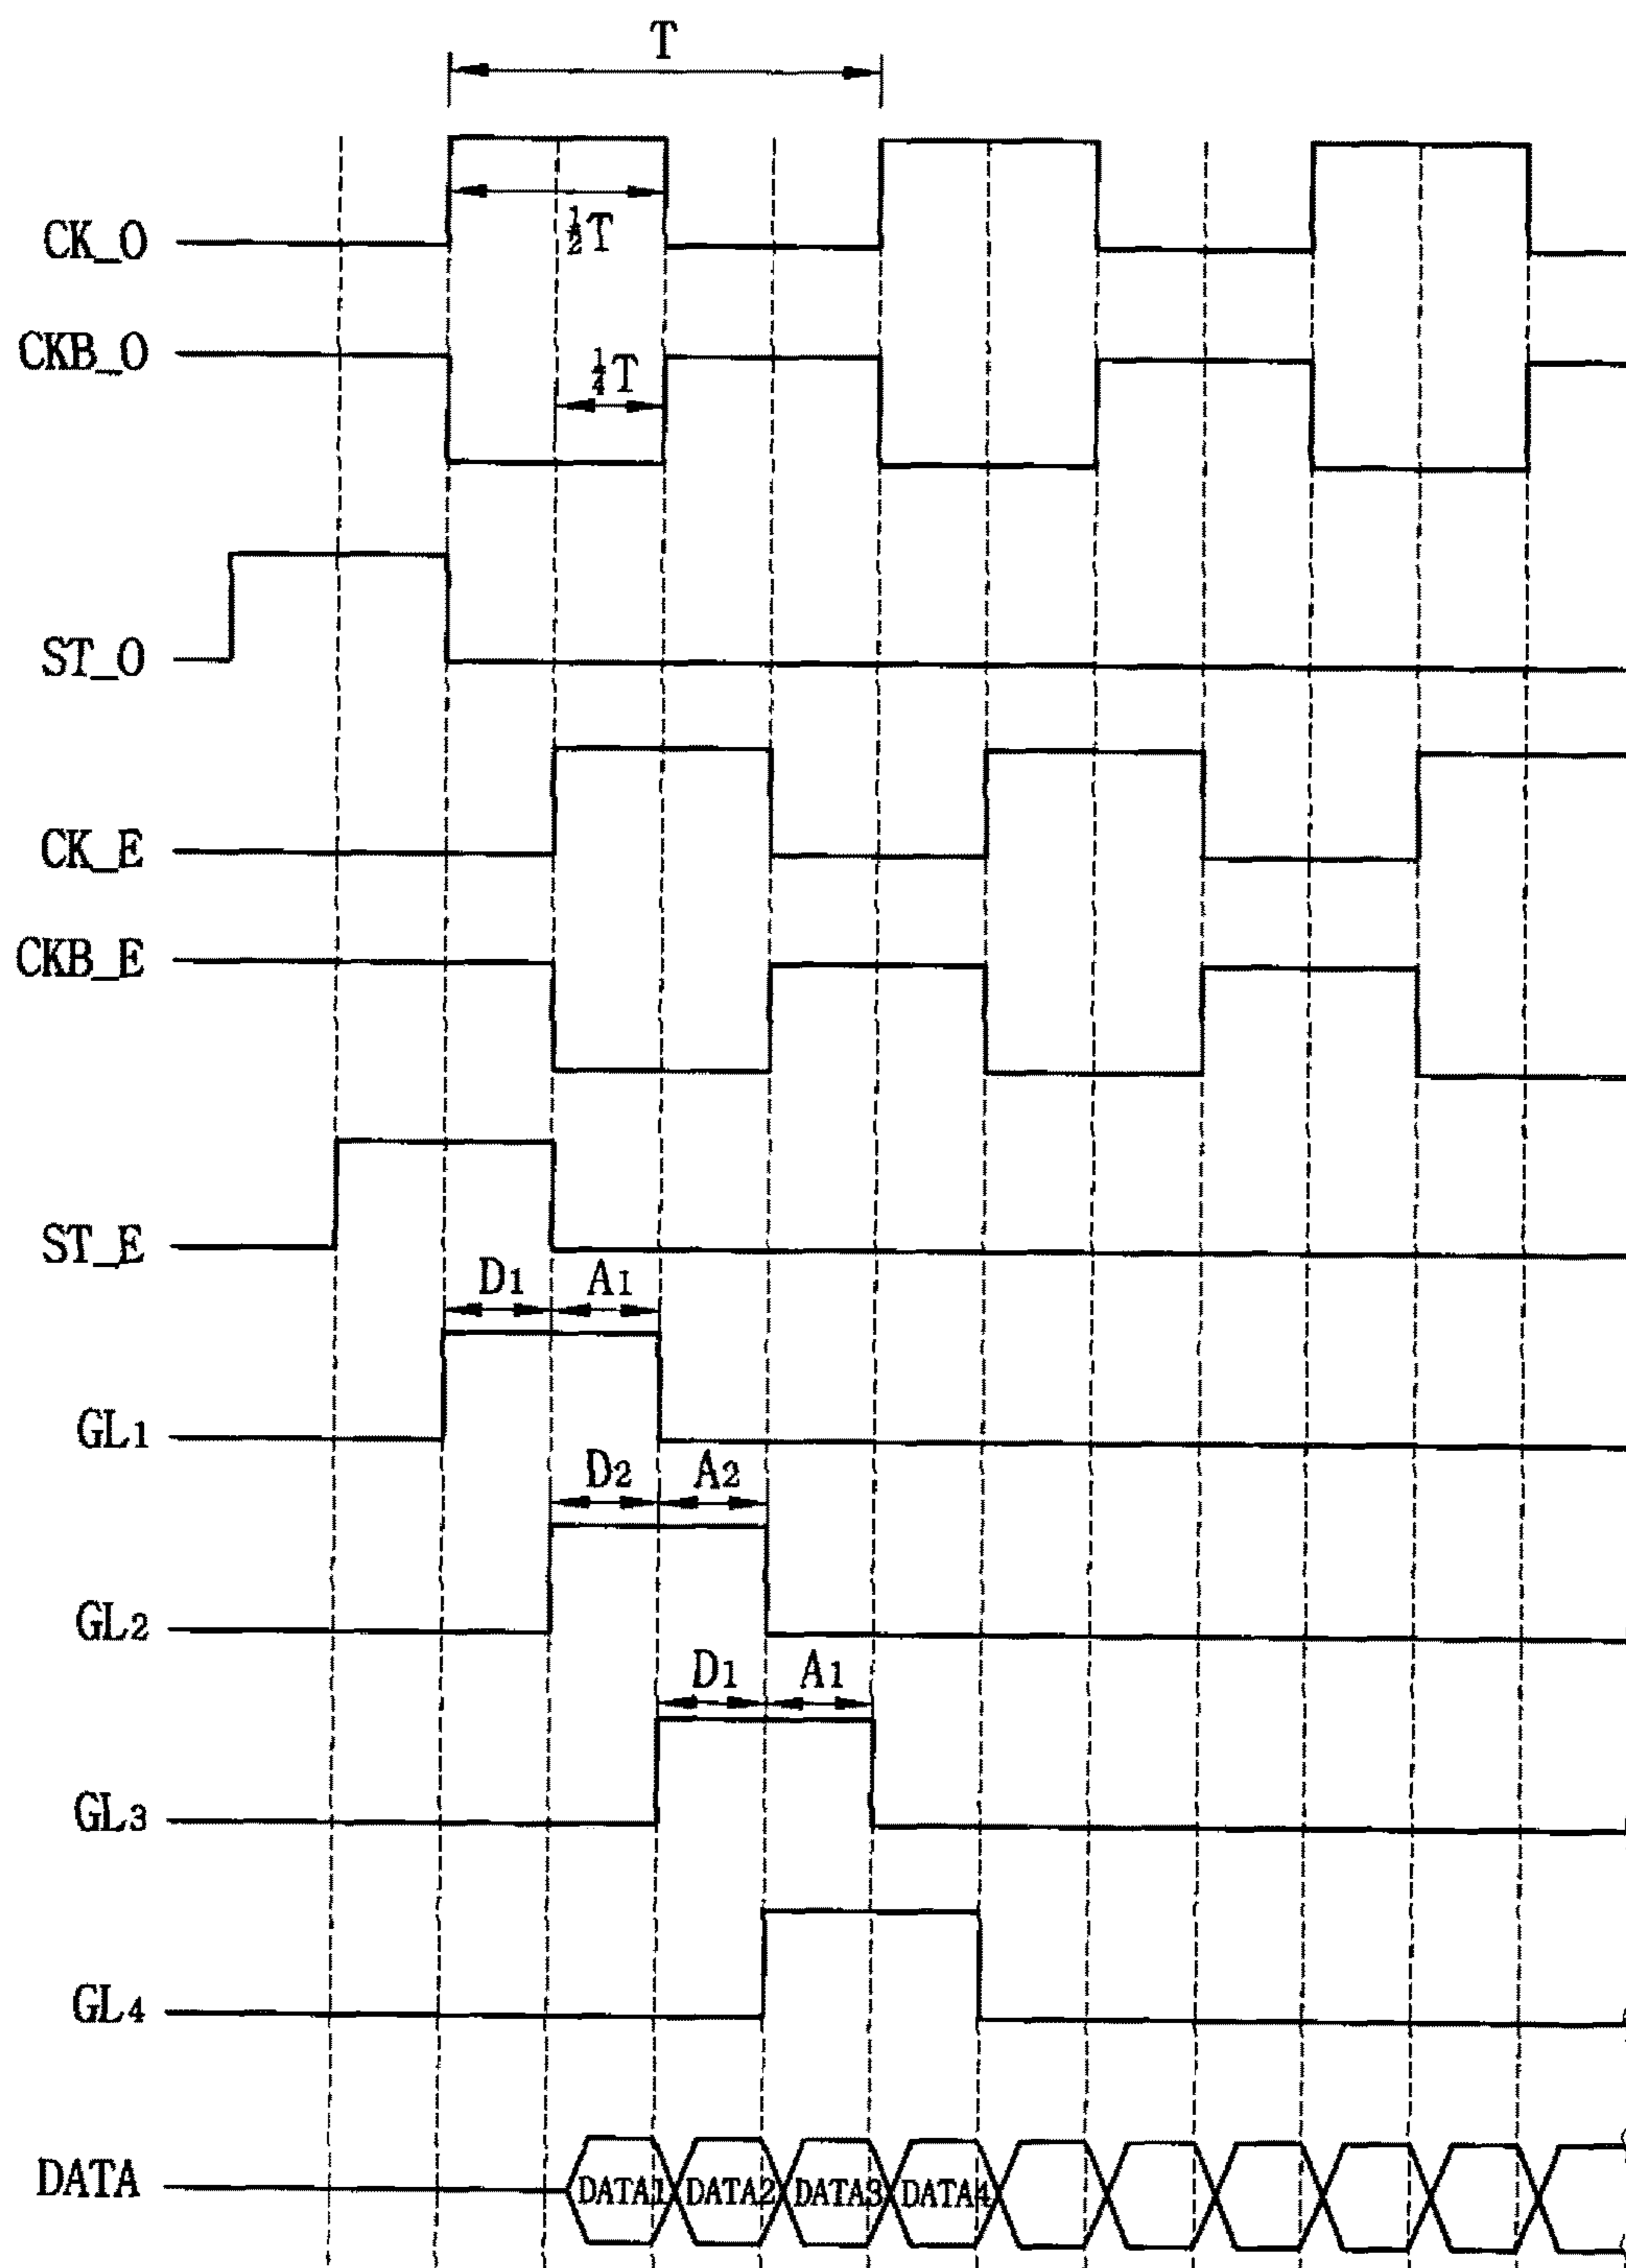 T
CK_O
½T
CKB_O
¼T
ST_O
CK_E
CKB_E
ST_E
D1 A1
GL1
D2 A2
GL2
D1 A1
GL3
GL4
DATA DATA1 DATA2 DATA3 DATA4